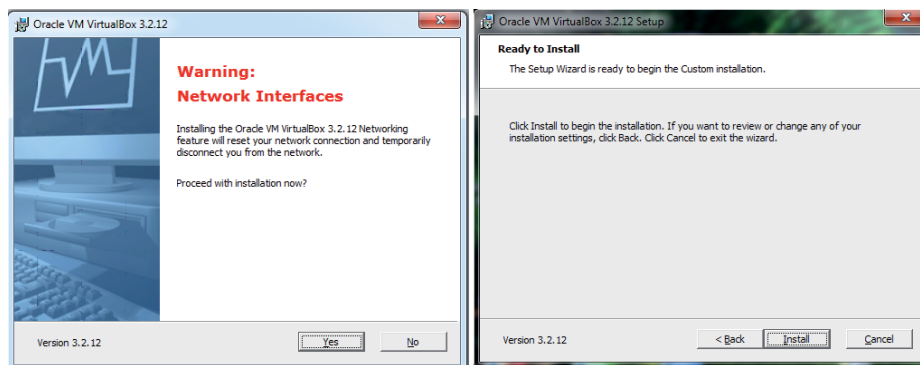 Oracle VM VirtualBox 3.2.12
Warning:
Network Interfaces
Installing the Oracle VM VirtualBox 3.2.12 Networking
feature will reset your network connection and temporarily
disconnect you from the network.
Proceed with installation now?
Version 3.2.12
Yes
No
Oracle VM VirtualBox 3.2.12 Setup
Ready to Install
The Setup Wizard is ready to begin the Custom installation.
Click Install to begin the installation. If you want to review or change any of your
installation settings, click Back. Click Cancel to exit the wizard.
Version 3.2.12
< Back
Install
Cancel